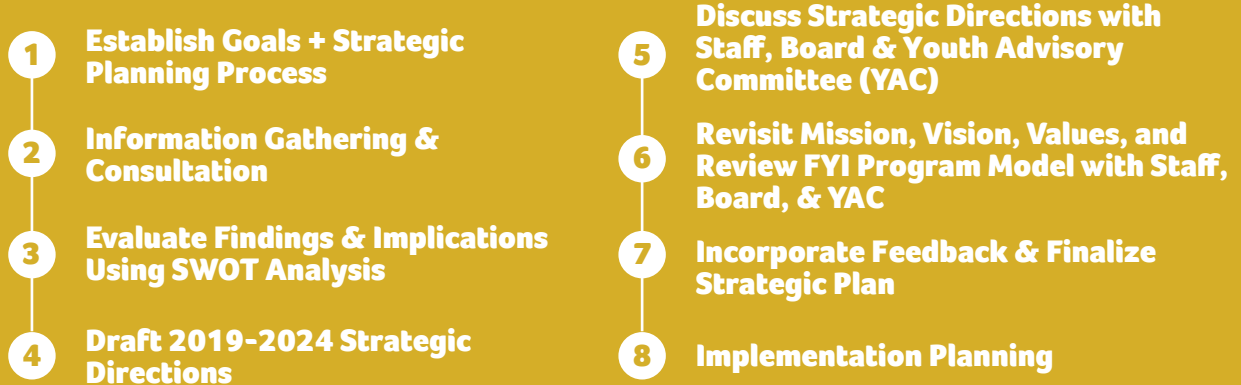 1
Establish Goals + Strategic
Planning Process
2
Information Gathering &
Consultation
3
Evaluate Findings & Implications
Using SWOT Analysis
4
Draft 2019-2024 Strategic
Directions
5
Discuss Strategic Directions with
Staff, Board & Youth Advisory
Committee (YAC)
6
Revisit Mission, Vision, Values, and
Review FYI Program Model with Staff,
Board, & YAC
7
Incorporate Feedback & Finalize
Strategic Plan
8
Implementation Planning